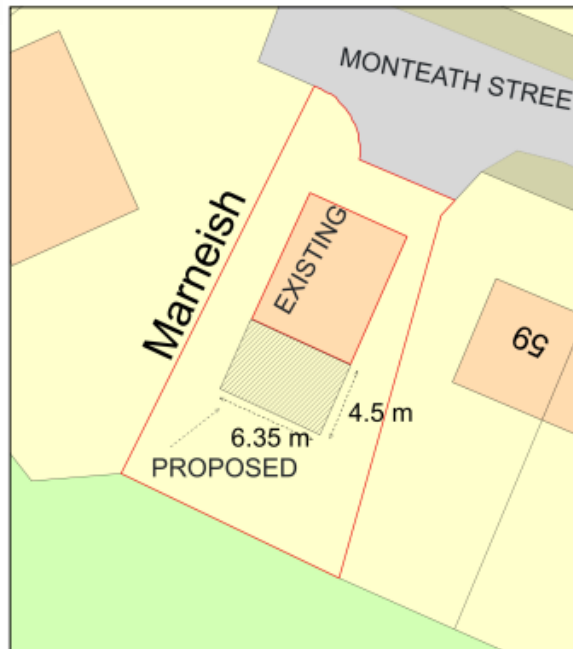 MONTEATH STREE
Marneish
EXISTING
59
4.5 m
6.35 m
PROPOSED